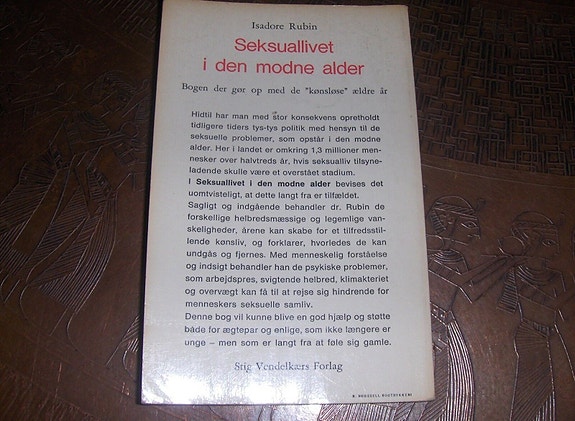 Isadore Rubin
Seksuallivet
i den modne alder
Bogen der gør op med de "kønsløse" ældre år
Hidtil har man med stor konsekvens opretholdt
tidligere tiders tys-tys politik med hensyn til de
seksuelle problemer, som opstår i den modne
alder. Her i landet er omkring 1,3 millioner men-
nesker over halvtreds år, hvis sexualliv tilsyne-
ladende skulle være et overstået stadium.
I Seksuallivet i den modne alder bevises det
uomtvisteligt, at dette langt fra er tilfældet.
Sagligt og indgående behandler dr. Rubin de
forskellige helbredsmæssige og legemlige van-
skeligheder, årene kan skabe for et tilfredsstil-
lende kønsliv, og forklarer, hvorledes de kan
undgås og fjernes. Med menneskelig forståelse
og indsigt behandler han de psykiske problemer,
som arbejdspres, svigtende helbred, klimakteriet
og overvægt kan få til at rejse sig hindrende for
menneskers seksuelle samliv.
Denne bog vil kunne blive en god hjælp og støtte
både for ægtepar og enlige, som ikke længere er
unge – men som er langt fra at føle sig gamle.
Stig Vendelkærs Forlag